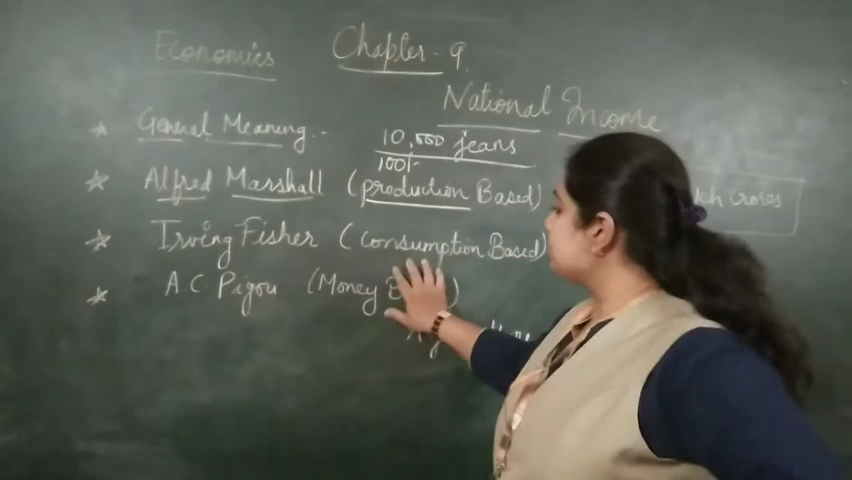 Economics Chapter - 9.
National Income
General Meaning :- 10,000 jeans
100/-
Alfred Marshall (production Based) Crores
Irving Fisher (Consumption Based)
A C Pigou (Money